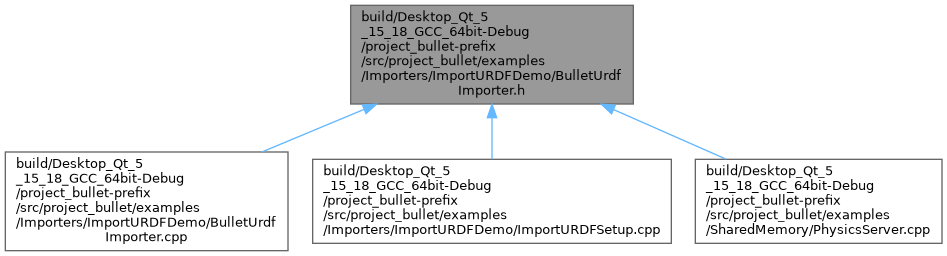 build/Desktop_Qt_5
_15_18_GCC_64bit-Debug
/project_bullet-prefix
/src/project_bullet/examples
/Importers/ImportURDFDemo/BulletUrdf
Importer.h
build/Desktop_Qt_5
_15_18_GCC_64bit-Debug
/project_bullet-prefix
/src/project_bullet/examples
/Importers/ImportURDFDemo/BulletUrdf
Importer.cpp
build/Desktop_Qt_5
_15_18_GCC_64bit-Debug
/project_bullet-prefix
/src/project_bullet/examples
/Importers/ImportURDFDemo/ImportURDFSetup.cpp
build/Desktop_Qt_5
_15_18_GCC_64bit-Debug
/project_bullet-prefix
/src/project_bullet/examples
/SharedMemory/PhysicsServer.cpp